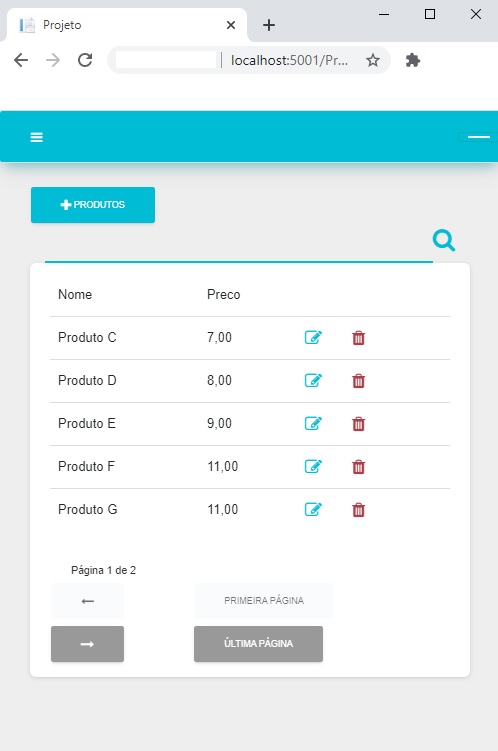 Projeto
localhost:5001/Pr...
PRODUTOS
Nome Preco
Produto C 7,00
Produto D 8,00
Produto E 9,00
Produto F 11,00
Produto G 11,00
Página 1 de 2
PRIMEIRA PÁGINA
ÚLTIMA PÁGINA